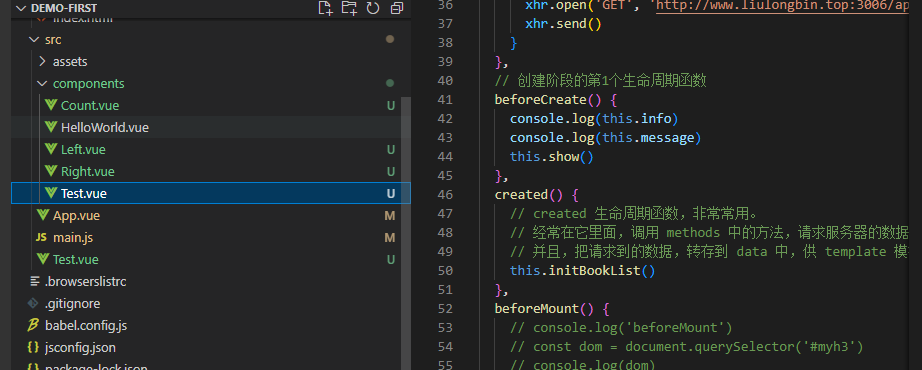 DEMO-FIRST
index.html
src
assets
components
Count.vue U
HelloWorld.vue
Left.vue U
Right.vue U
Test.vue U
App.vue M
JS main.js M
Test.vue U
.browserslistrc
.gitignore
babel.config.js
jsconfig.json
package-lock.json
36 xhr.open('GET', 'http://www.liulongbin.top:3006/ap
37 xhr.send()
38 }
39 },
40 // 创建阶段的第1个生命周期函数
41 beforeCreate() {
42 console.log(this.info)
43 console.log(this.message)
44 this.show()
45 },
46 created() {
47 // created 生命周期函数，非常常用。
48 // 经常在它里面，调用 methods 中的方法，请求服务器的数据
49 // 并且，把请求到的数据，转存到 data 中，供 template 模
50 this.initBookList()
51 },
52 beforeMount() {
53 // console.log('beforeMount')
54 // const dom = document.querySelector('#myh3')
55 // console.log(dom)